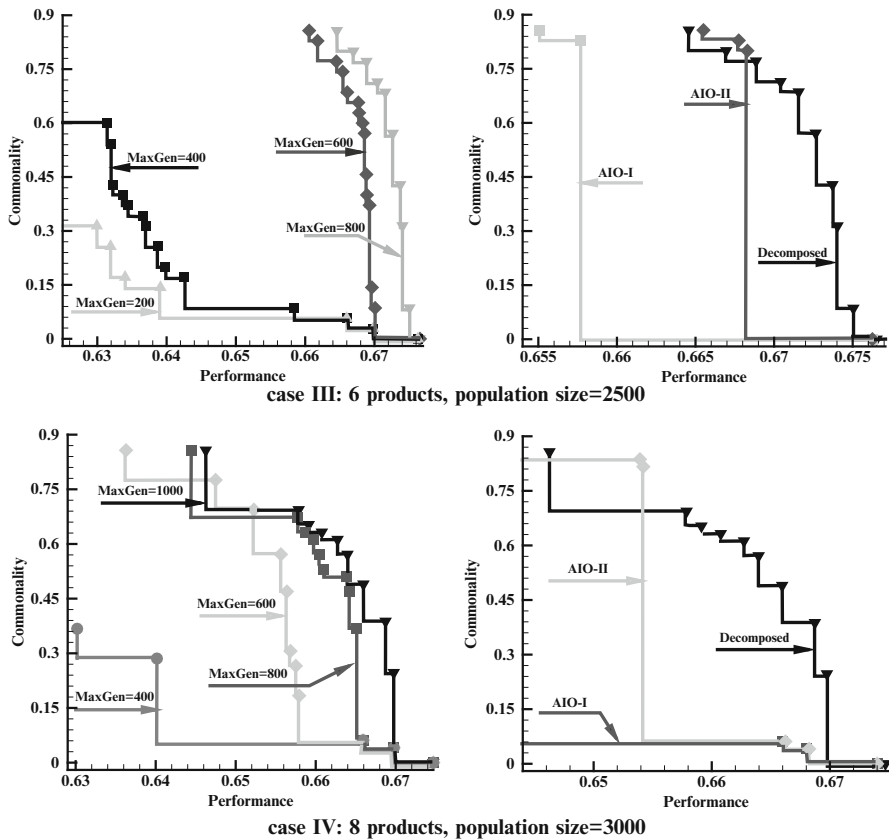 0.9
0.75
0.6
0.45
0.3
0.15
0
Commonality
MaxGen=400
MaxGen=600
MaxGen=800
MaxGen=200
0.63 0.64 0.65 0.66 0.67
Performance
0.9
0.75
0.6
0.45
0.3
0.15
0
Commonality
AIO-II
AIO-I
Decomposed
0.655 0.66 0.665 0.67 0.675
Performance
case III: 6 products, population size=2500
0.9
0.75
0.6
0.45
0.3
0.15
0
Commonality
MaxGen=1000
MaxGen=600
MaxGen=800
MaxGen=400
0.63 0.64 0.65 0.66 0.67
Performance
0.9
0.75
0.6
0.45
0.3
0.15
0
Commonality
AIO-II
Decomposed
AIO-I
0.65 0.66 0.67
Performance
case IV: 8 products, population size=3000